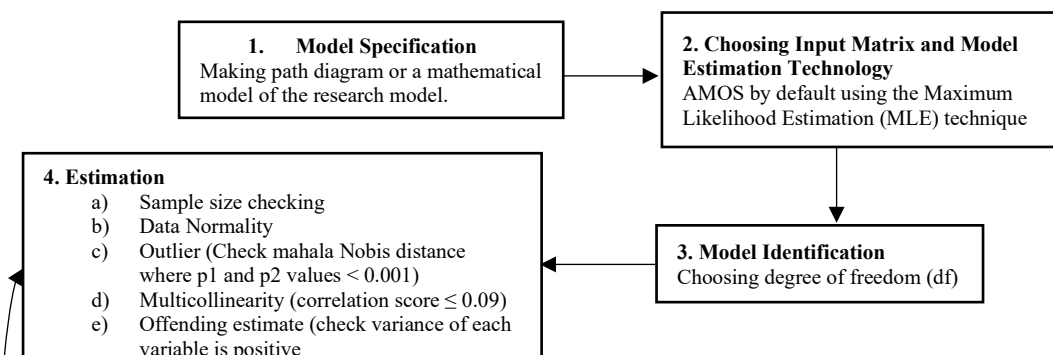 1. Model Specification
Making path diagram or a mathematical
model of the research model.
2. Choosing Input Matrix and Model
Estimation Technology
AMOS by default using the Maximum
Likelihood Estimation (MLE) technique
3. Model Identification
Choosing degree of freedom (df)
4. Estimation
a) Sample size checking
b) Data Normality
c) Outlier (Check mahala Nobis distance
where p1 and p2 values < 0.001)
d) Multicollinearity (correlation score ≤ 0.09)
e) Offending estimate (check variance of each
variable is positive